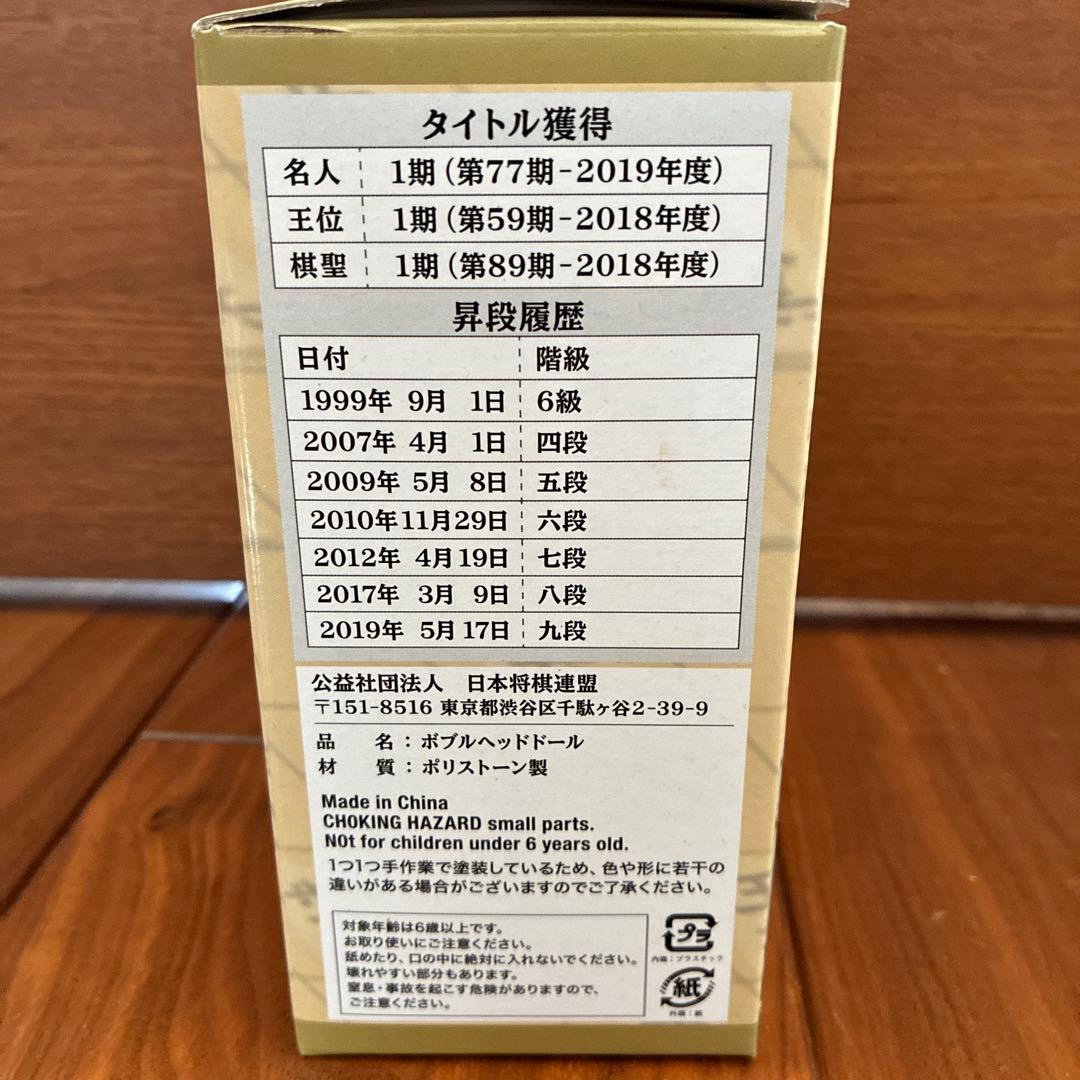 タイトル獲得
名人 1期(第77期-2019年度)
王位 1期(第59期-2018年度)
棋聖 1期(第89期-2018年度)
昇段履歴
日付 階級
1999年 9月 1日 6級
2007年 4月 1日 四段
2009年 5月 8日 五段
2010年11月29日 六段
2012年 4月19日 七段
2017年 3月 9日 八段
2019年 5月17日 九段
公益社団法人 日本将棋連盟
〒151-8516 東京都渋谷区千駄ヶ谷2-39-9
品 名:ボブルヘッドドール
材 質:ポリストーン製
Made in China
CHOKING HAZARD small parts.
NOt for children under 6 years old.
1つ1つ手作業で塗装しているため、色や形に若干の
違いがある場合がございますのでご了承ください。
対象年齢は6歳以上です。
お取り使いにご注意ください。
舐めたり、口の中に絶対に入れないでください。
壊れやすい部分もあります。
窒息・事故を起こす危険がありますので、
ご注意ください。
プラ
内箱:プラスチック
紙
外箱:紙